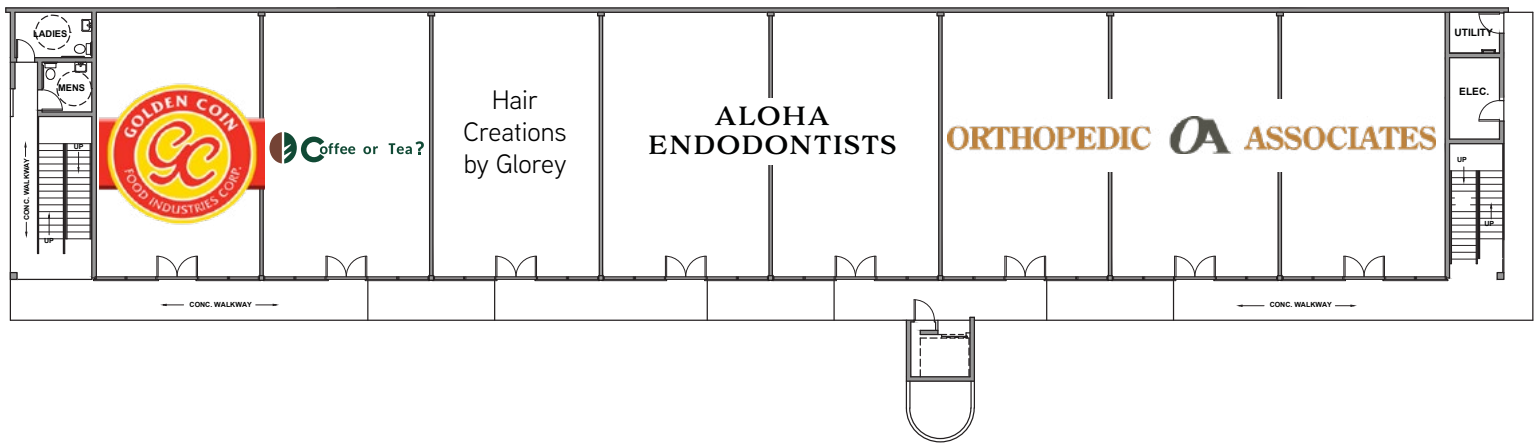 LADIES
MENS
UP
UP
CONC. WALKWAY
GOLDEN COIN
GC
FOOD INDUSTRIES CORP.
Coffee or Tea?
Hair
Creations
by Glorey
ALOHA
ENDODONTISTS
ORTHOPEDIC OA ASSOCIATES
UTILITY
ELEC.
UP
UP
CONC. WALKWAY
CONC. WALKWAY